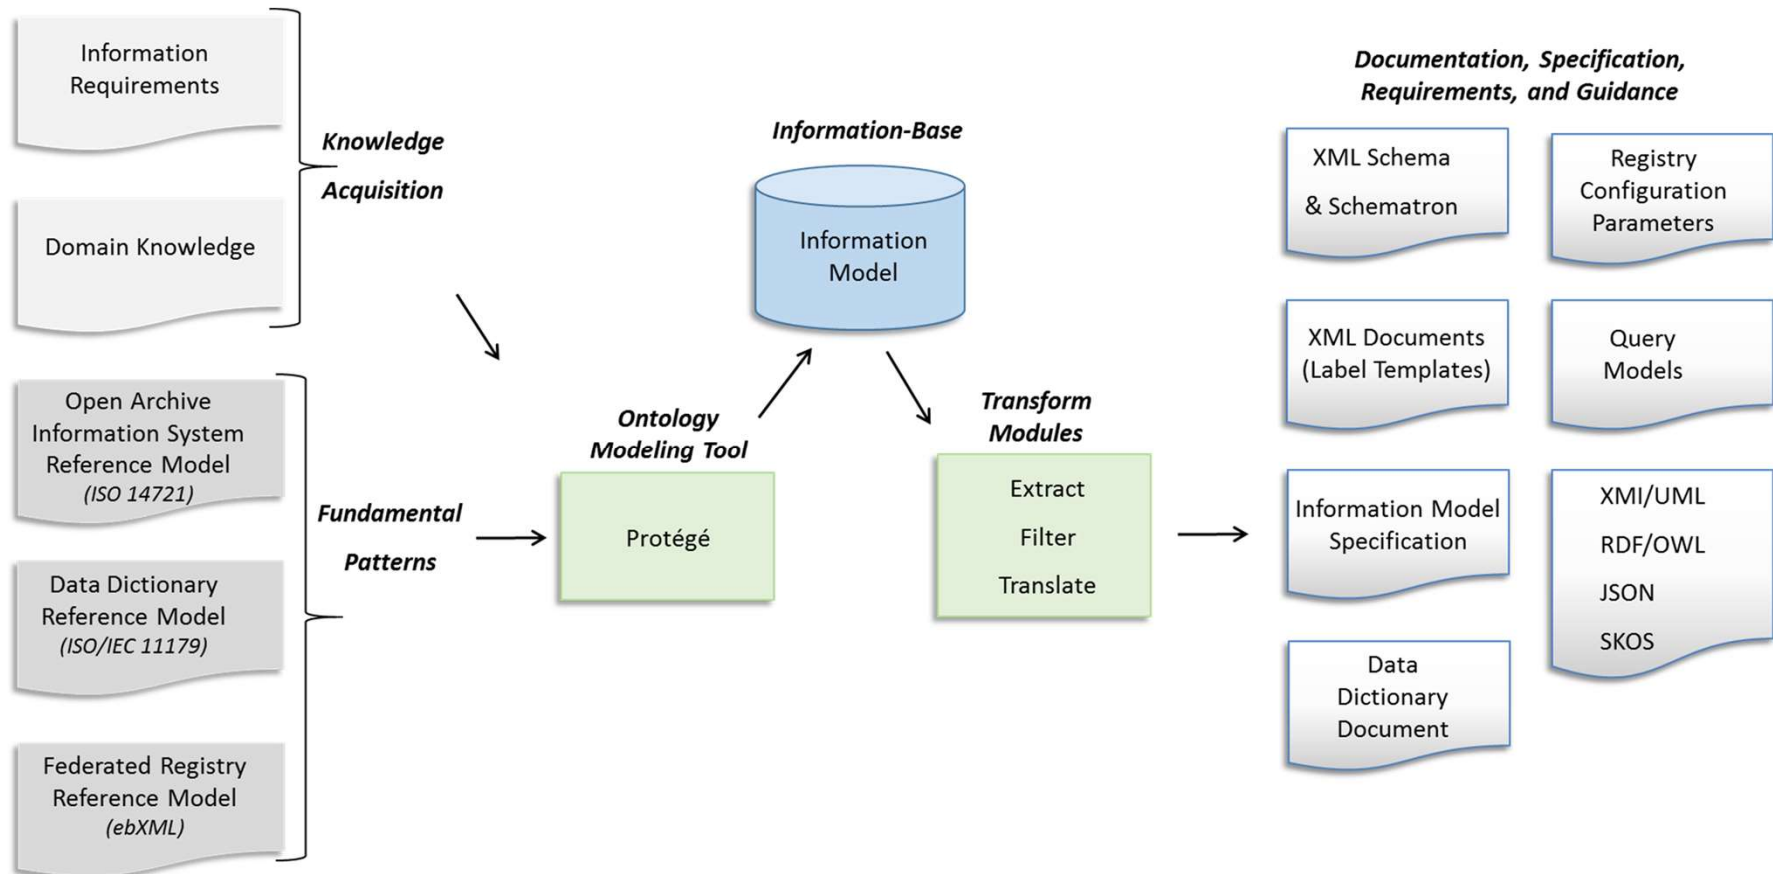 Information
Requirements
Domain Knowledge
Knowledge
Acquisition
Open Archive
Information System
Reference Model
(ISO 14721)
Data Dictionary
Reference Model
(ISO/IEC 11179)
Federated Registry
Reference Model
(ebXML)
Fundamental
Patterns
Ontology
Modeling Tool
Protégé
Information-Base
Information
Model
Transform
Modules
Extract
Filter
Translate
Documentation, Specification,
Requirements, and Guidance
XML Schema
& Schematron
Registry
Configuration
Parameters
XML Documents
(Label Templates)
Query
Models
Information Model
Specification
XMI/UML
RDF/OWL
JSON
SKOS
Data
Dictionary
Document